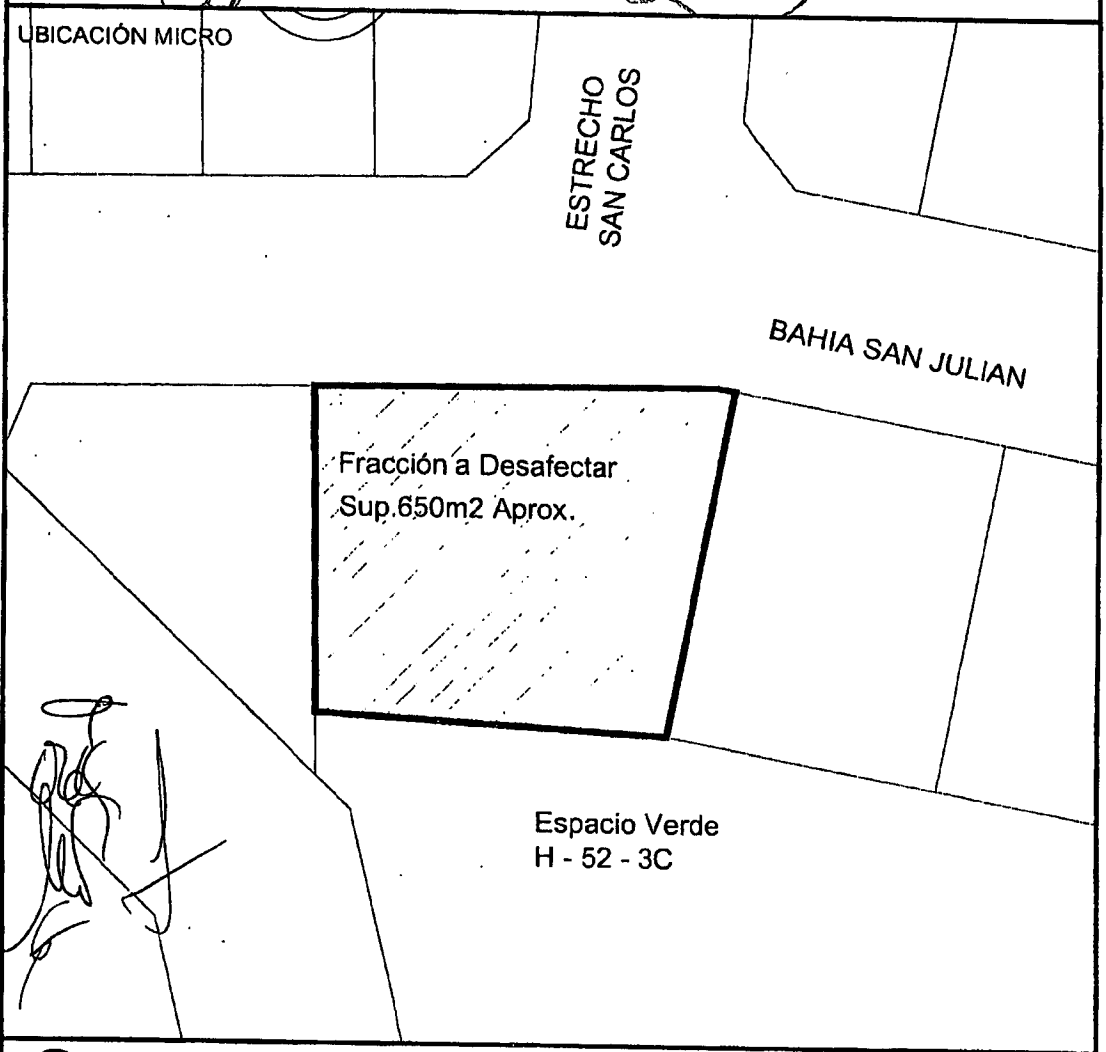 UBICACIÓN MICRO
ESTRECHO
SAN CARLOS
BAHIA SAN JULIAN
Fracción a Desafectar
Sup.650m2 Aprox.
Espacio Verde
H - 52 - 3C